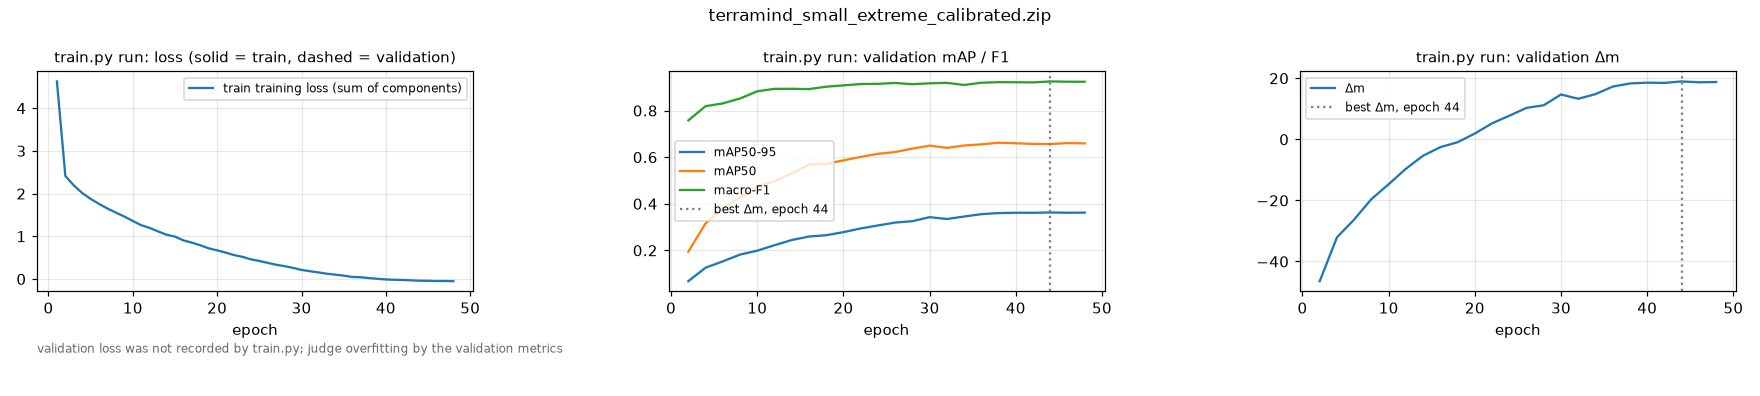 terramind_small_extreme_calibrated.zip
train.py run: loss (solid = train, dashed = validation)
train training loss (sum of components)
4
3
2
1
0
0 10 20 30 40 50
epoch
validation loss was not recorded by train.py; judge overfitting by the validation metrics
train.py run: validation mAP / F1
0.8
0.6
0.4
0.2
mAP50-95
mAP50
macro-F1
best Δm, epoch 44
0 10 20 30 40 50
epoch
train.py run: validation Δm
Δm
best Δm, epoch 44
20
0
−20
−40
0 10 20 30 40 50
epoch